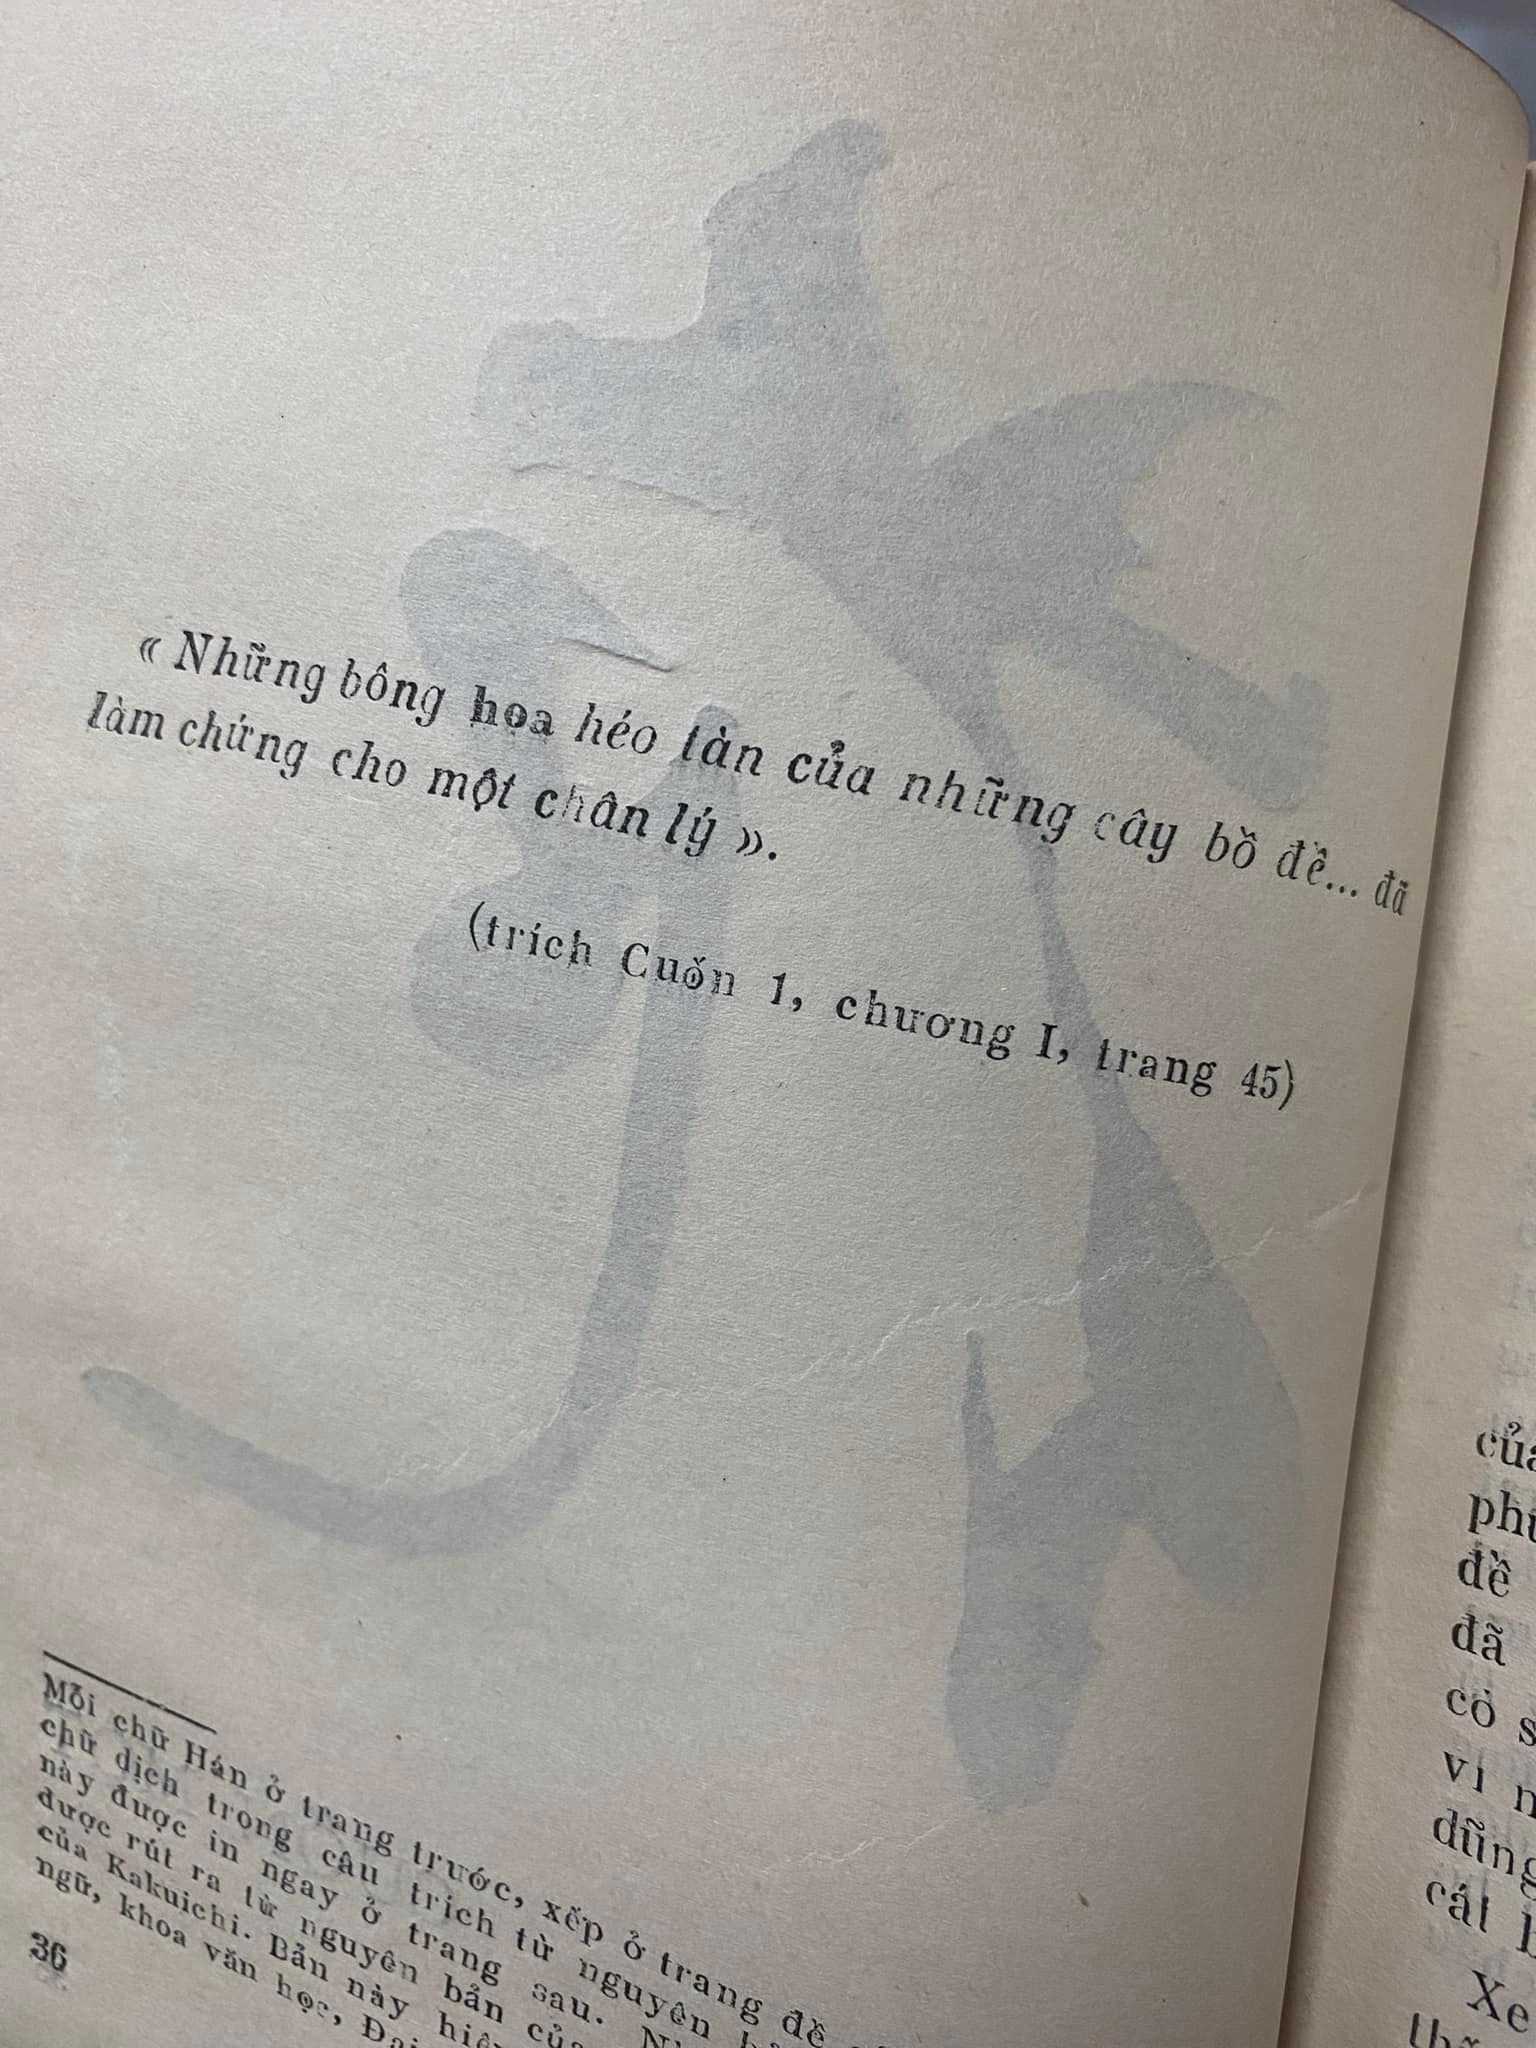 « Những bông hoa héo tàn của những cây bồ đề... đã
làm chứng cho một chân lý ».
(trích Cuốn 1, chương I, trang 45)
Mỗi chữ Hán ở trang trước, xếp ở trang đề
chữ dịch trong câu trích từ nguyên
này được in ngay ở trang sau.
được rút ra từ nguyên bản của
của Kakuichi. Bản này
ngữ, khoa văn học,
36
của
đề
đã
có
Xe